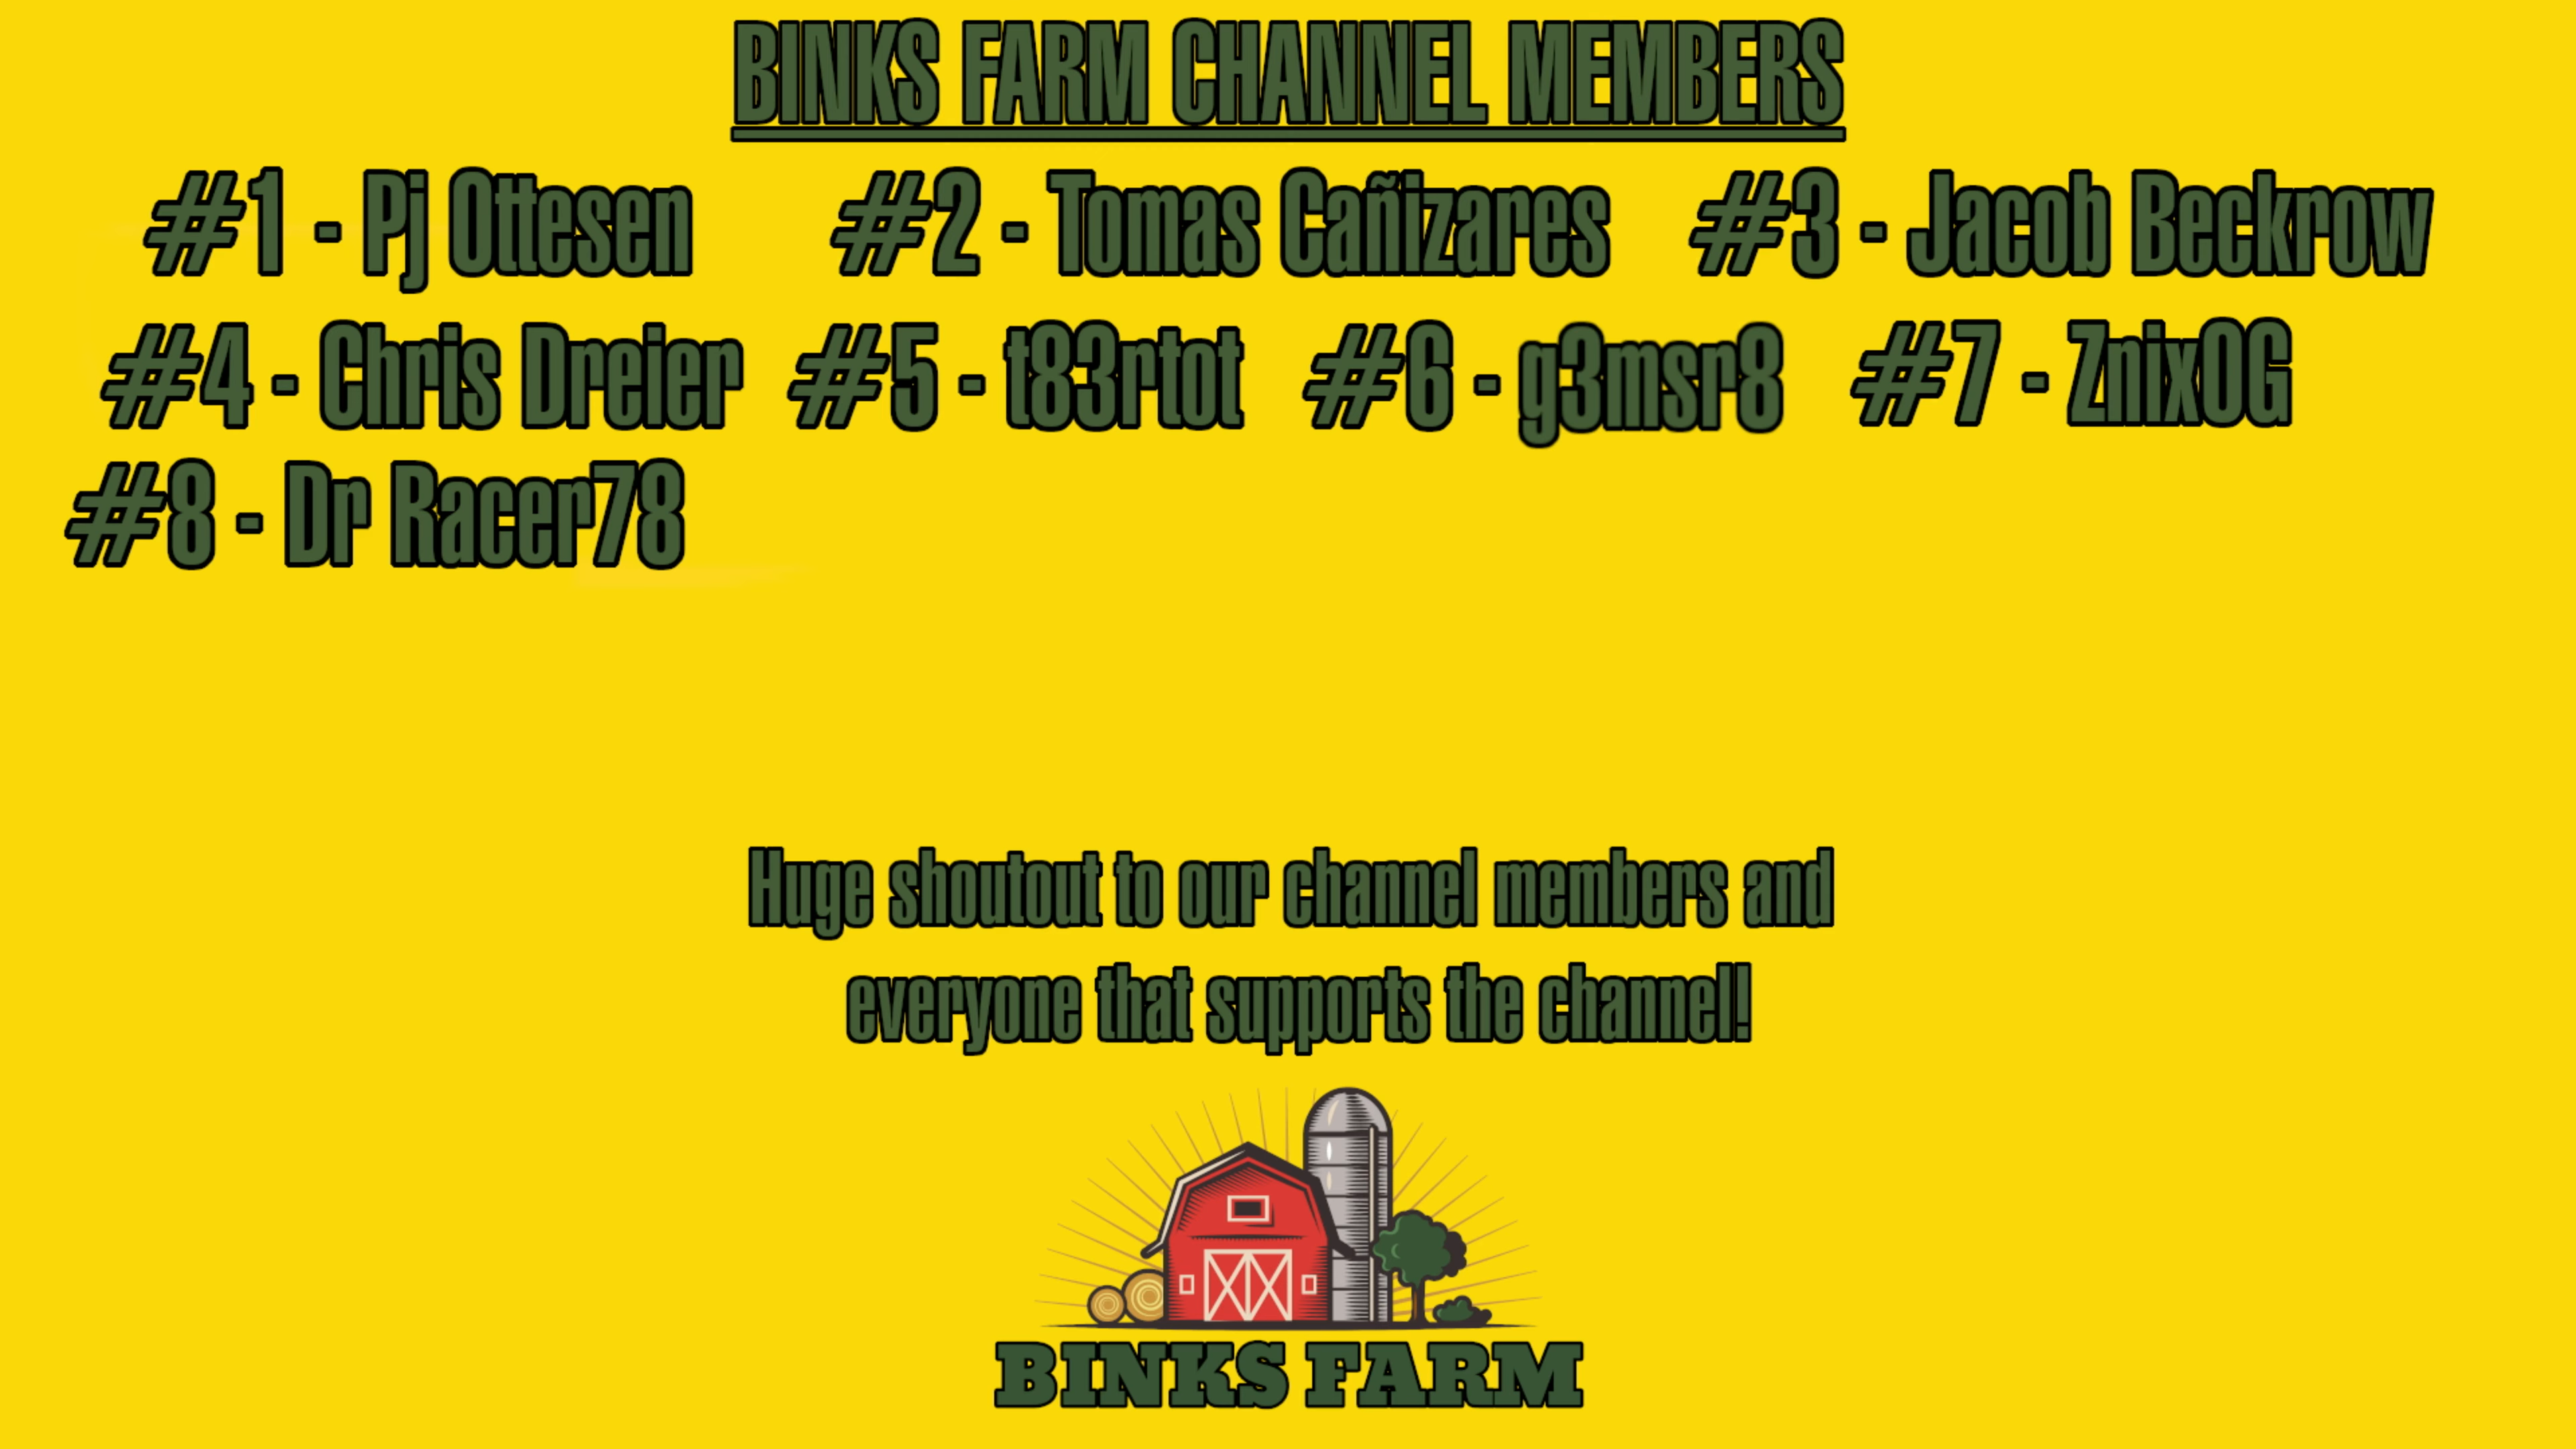 BINKS FARM CHANNEL MEMBERS
#1 - Pj Ottesen #2 - Tomas Cañizares #3 - Jacob Beckrow
#4 - Chris Dreier #5 - t83rtot #6 - g3msr8 #7 - ZnixOG
#8 - Dr Racer78
Huge shoutout to our channel members and
everyone that supports the channel!
BINKS FARM